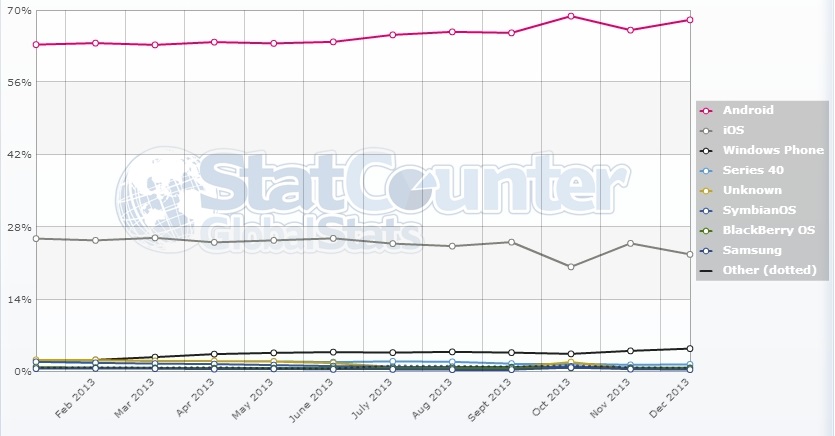 70%
56%
42%
28%
14%
0%
StatCounter
GlobalStats
Android
iOS
Windows Phone
Series 40
Unknown
SymbianOS
BlackBerry OS
Samsung
Other (dotted)
Feb 2013
Mar 2013
Apr 2013
May 2013
June 2013
July 2013
Aug 2013
Sept 2013
Oct 2013
Nov 2013
Dec 2013